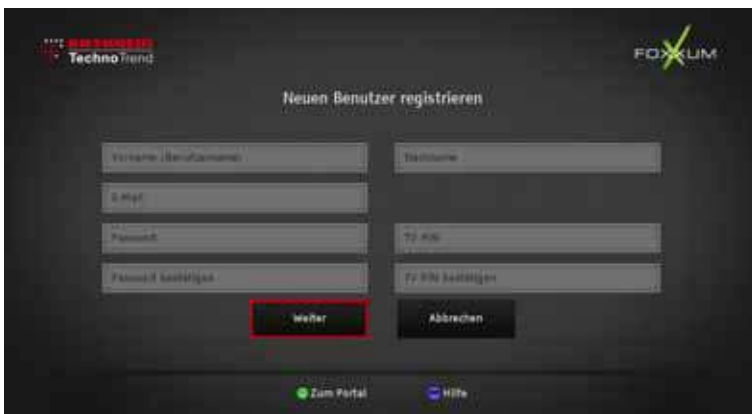 TechnoTrend
FOXXUM
Neuen Benutzer registrieren
Vorname (Benutzername)
Nachname
E-Mail
Passwort
TV PIN
Passwort bestätigen
TV PIN bestätigen
Weiter
Abbrechen
Zum Portal
Hilfe